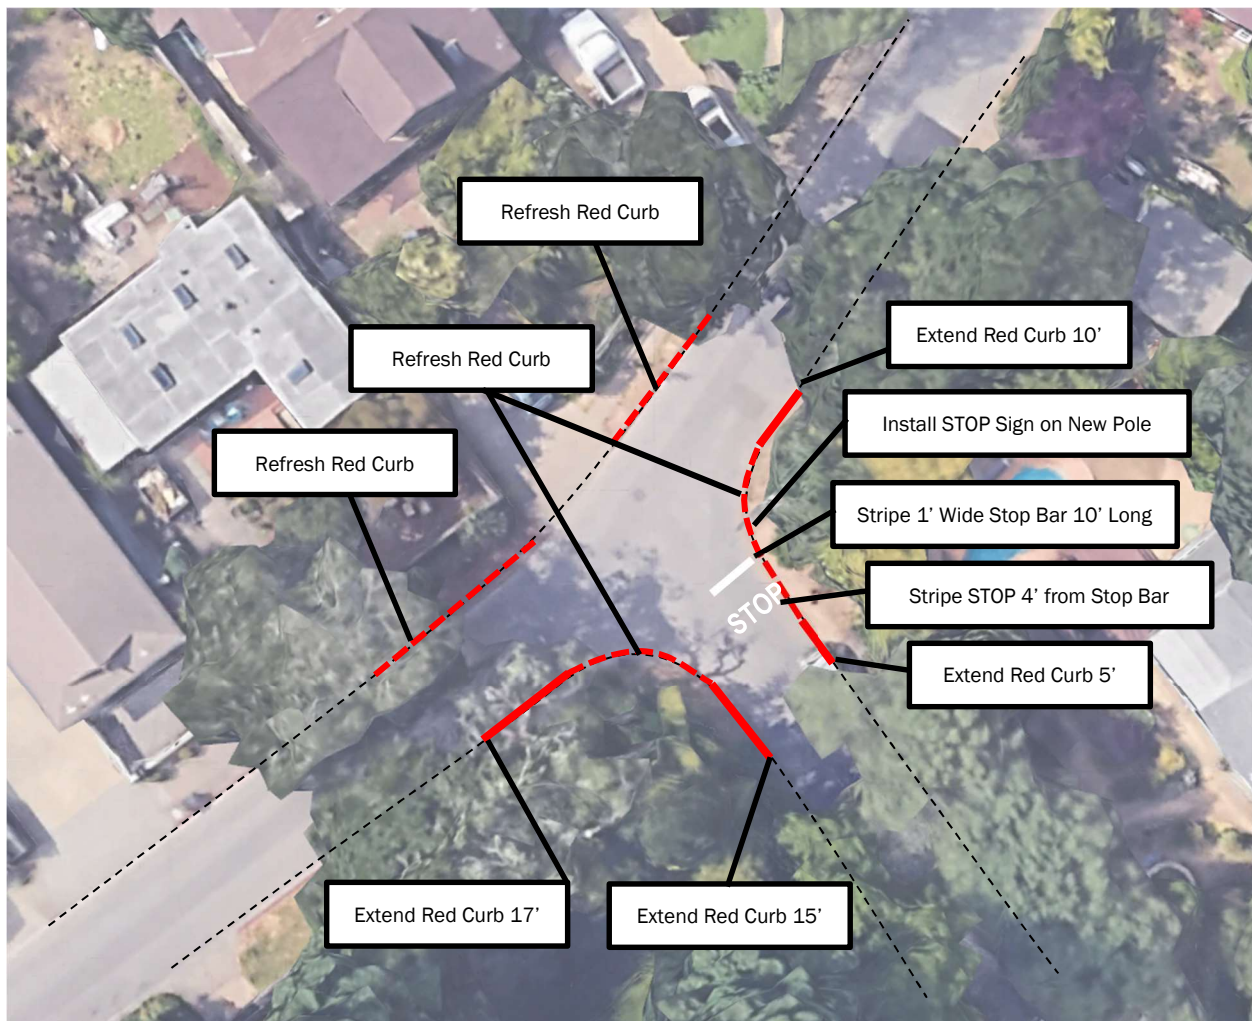 Refresh Red Curb
Extend Red Curb 10’
Refresh Red Curb
Install STOP Sign on New Pole
Refresh Red Curb
Stripe 1’ Wide Stop Bar 10’ Long
Stripe STOP 4’ from Stop Bar
STOP
Extend Red Curb 5’
Extend Red Curb 17’
Extend Red Curb 15’